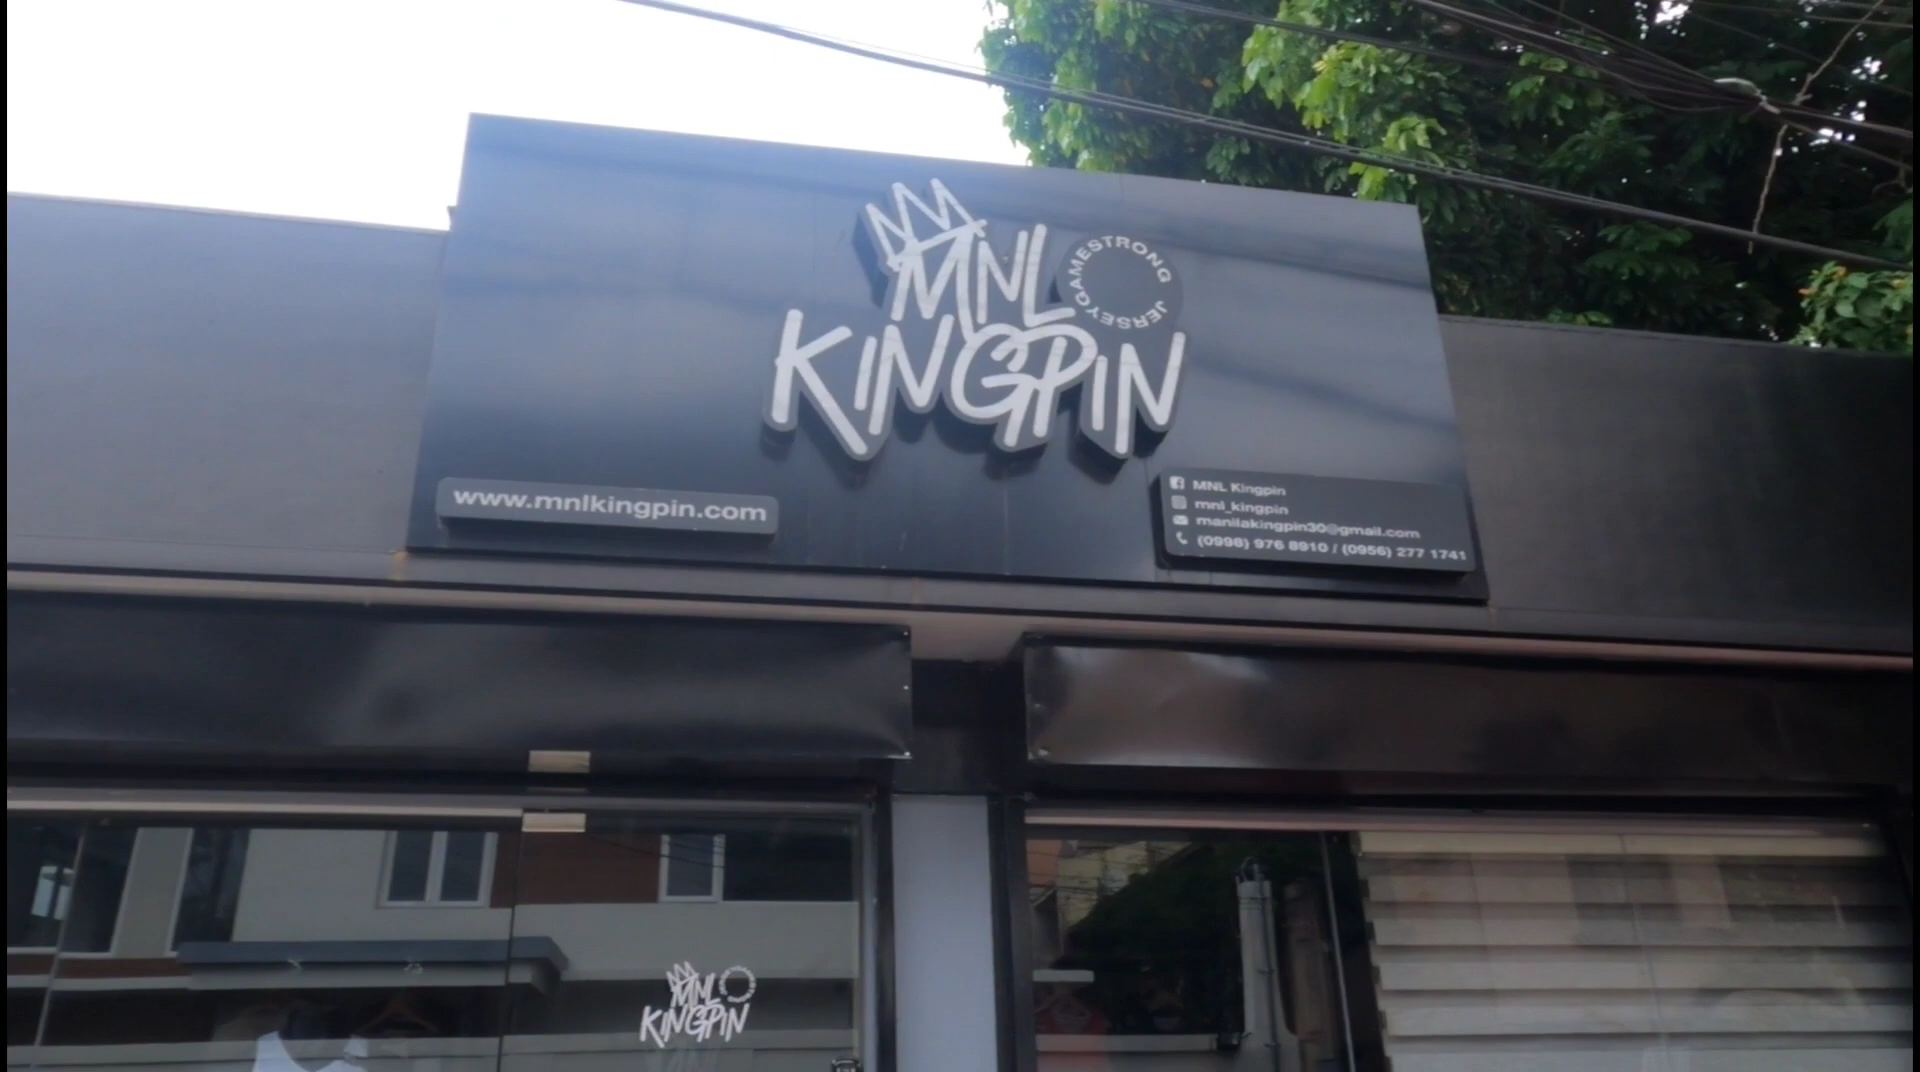 MNL
GAMESTRONG JERSEY
KINGPIN
www.mnlkingpin.com
MNL Kingpin
mnl_kingpin
manilakingpin30@gmail.com
(0998) 976 8910 / (0956) 277 1741
MNL
KINGPIN